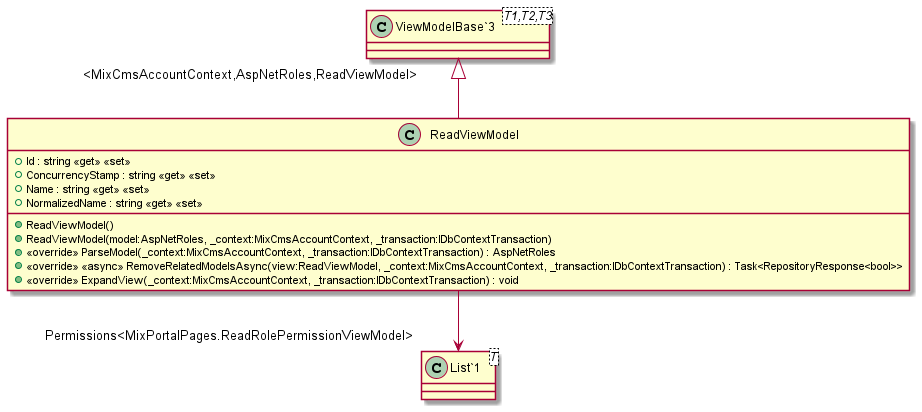 C ViewModelBase`3 T1,T2,T3
<MixCmsAccountContext,AspNetRoles,ReadViewModel>
C ReadViewModel
Id : string «get» «set»
ConcurrencyStamp : string «get» «set»
Name : string «get» «set»
NormalizedName : string «get» «set»
ReadViewModel()
ReadViewModel(model:AspNetRoles, _context:MixCmsAccountContext, _transaction:IDbContextTransaction)
«override» ParseModel(_context:MixCmsAccountContext, _transaction:IDbContextTransaction) : AspNetRoles
«override» «async» RemoveRelatedModelsAsync(view:ReadViewModel, _context:MixCmsAccountContext, _transaction:IDbContextTransaction) : Task<RepositoryResponse<bool>>
«override» ExpandView(_context:MixCmsAccountContext, _transaction:IDbContextTransaction) : void
Permissions<MixPortalPages.ReadRolePermissionViewModel>
C List`1 T